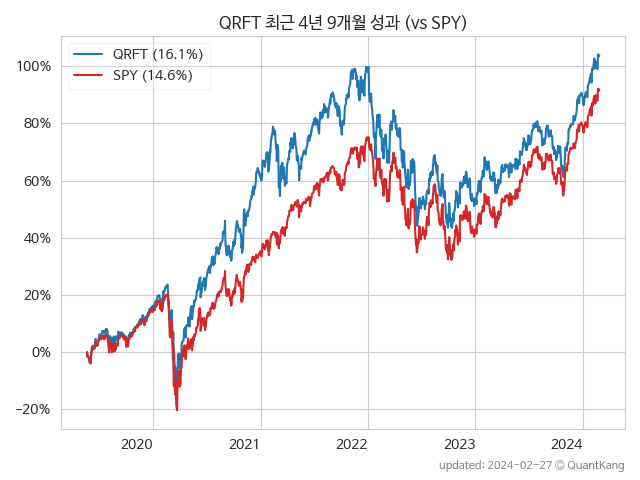 QRFT 최근 4년 9개월 성과 (vs SPY)
QRFT (16.1%)
SPY (14.6%)
100%
80%
60%
40%
20%
0%
−20%
2020 2021 2022 2023 2024
updated: 2024-02-27 © QuantKang